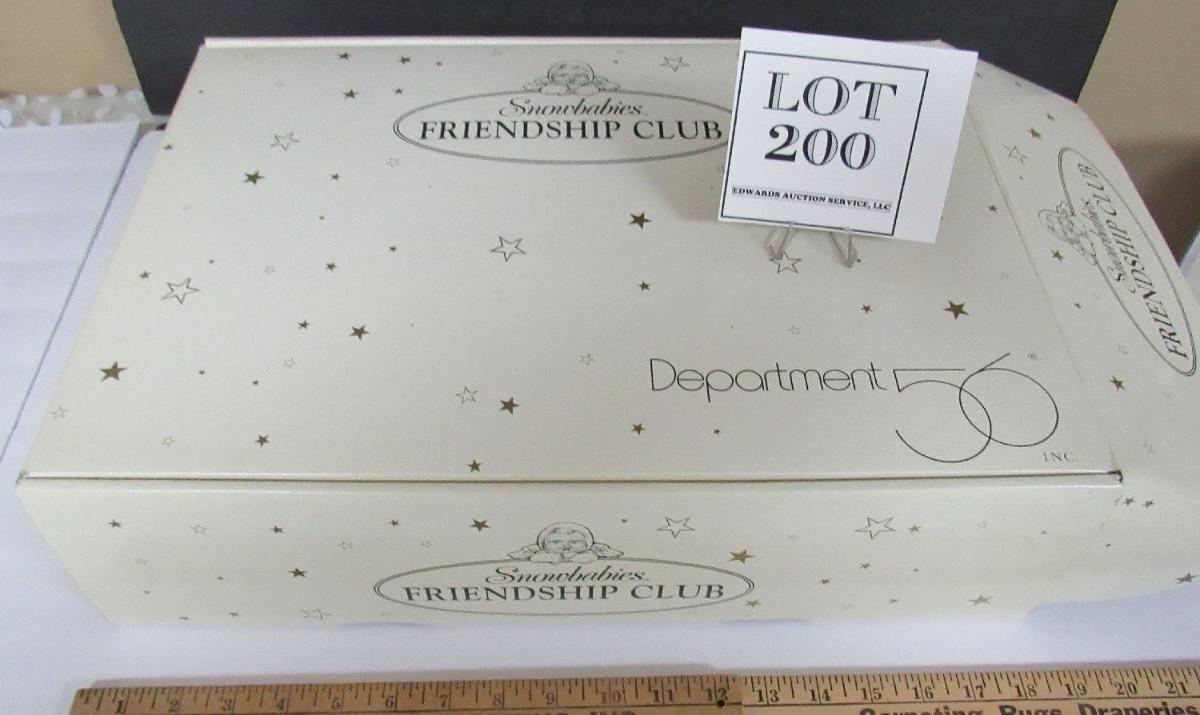 Snowbabies™
FRIENDSHIP CLUB
LOT
200
EDWARDS AUCTION SERVICE, LLC
Snowbabies
FRIENDSHIP CLUB
Department 56®
INC
Snowbabies™
FRIENDSHIP CLUB
1 2 3 4 5 6 7 8 9 10 11 12 13 14 15 16 17 18 19 20 21
Carpeting Rugs Draperies